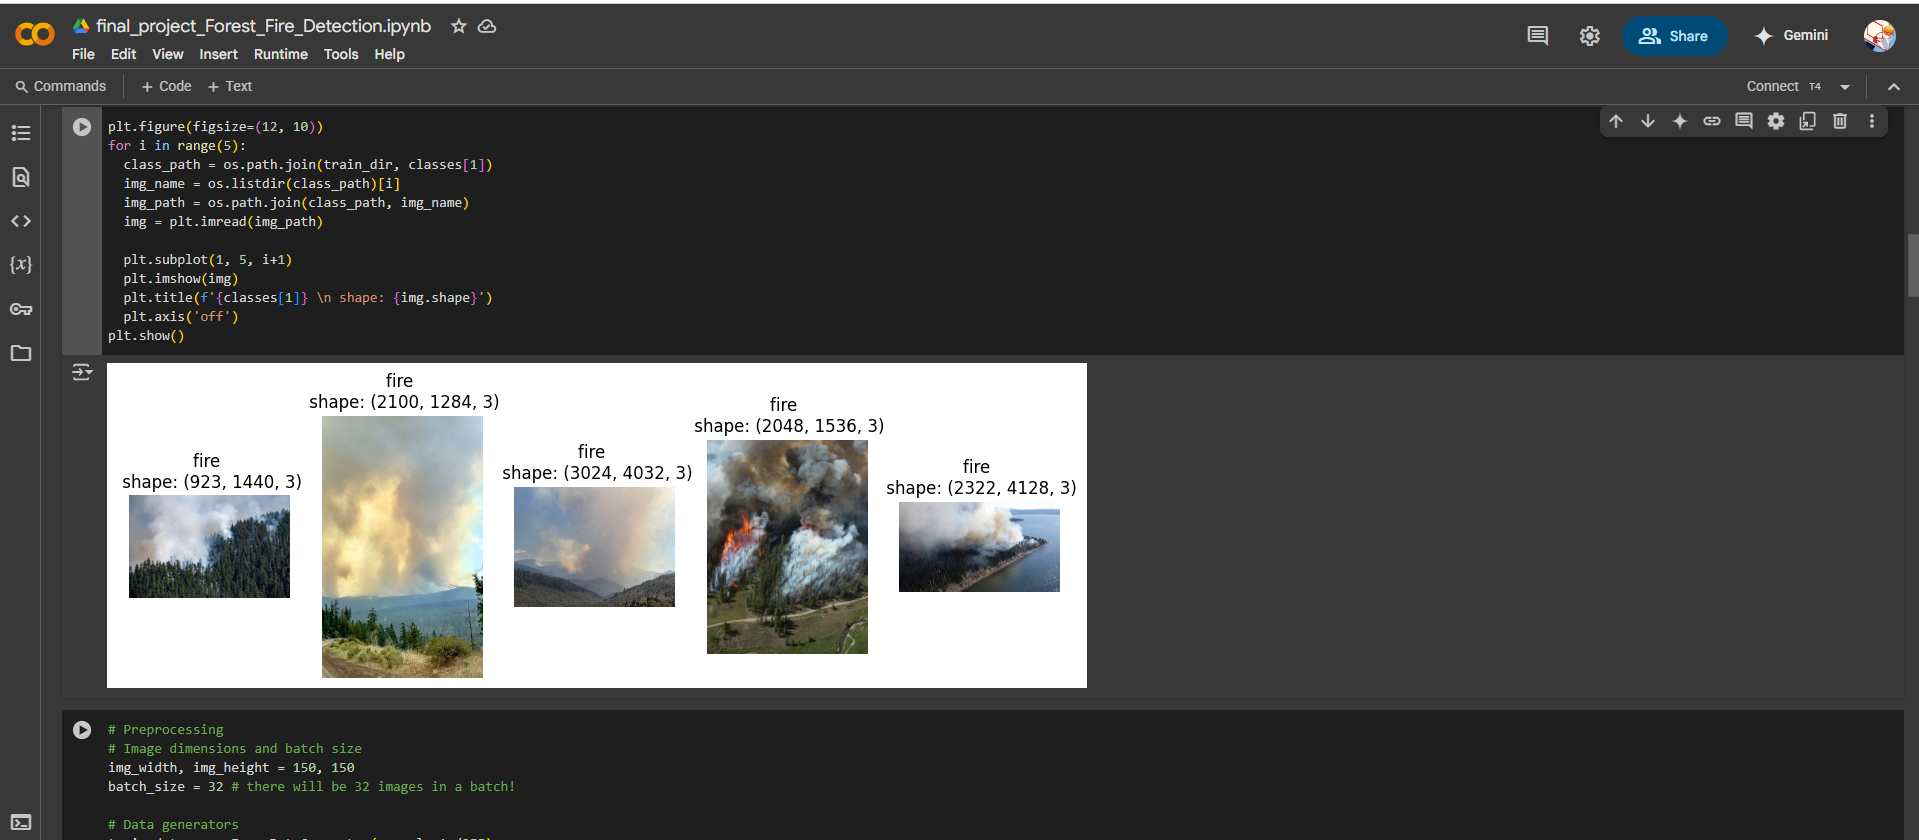 final_project_Forest_Fire_Detection.ipynb
File Edit View Insert Runtime Tools Help
Share
Gemini
Commands + Code + Text
Connect T4
plt.figure(figsize=(12, 10))
for i in range(5):
  class_path = os.path.join(train_dir, classes[1])
  img_name = os.listdir(class_path)[i]
  img_path = os.path.join(class_path, img_name)
  img = plt.imread(img_path)
  plt.subplot(1, 5, i+1)
  plt.imshow(img)
  plt.title(f'{classes[1]} \n shape: {img.shape}')
  plt.axis('off')
plt.show()
fire
shape: (923, 1440, 3)
fire
shape: (2100, 1284, 3)
fire
shape: (3024, 4032, 3)
fire
shape: (2048, 1536, 3)
fire
shape: (2322, 4128, 3)
# Preprocessing
# Image dimensions and batch size
img_width, img_height = 150, 150
batch_size = 32 # there will be 32 images in a batch!
# Data generators